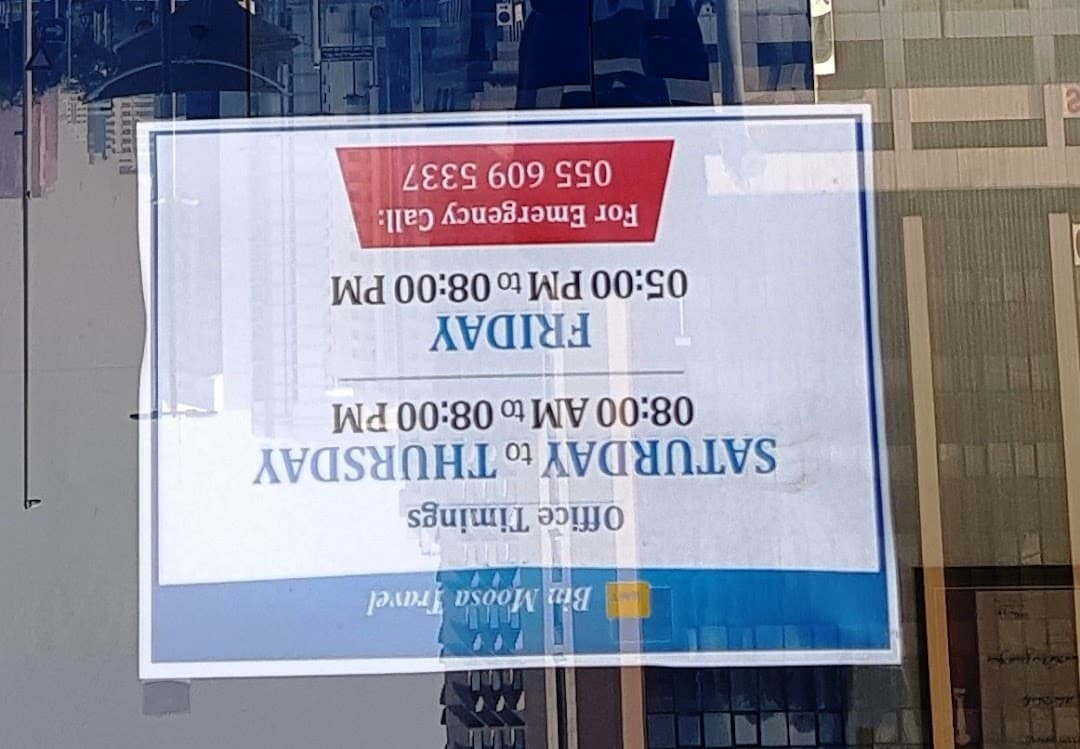 Bin Moosa Travel
Office Timings
SATURDAY to THURSDAY
08:00 AM to 08:00 PM
FRIDAY
05:00 PM to 08:00 PM
For Emergency Call:
055 609 5337